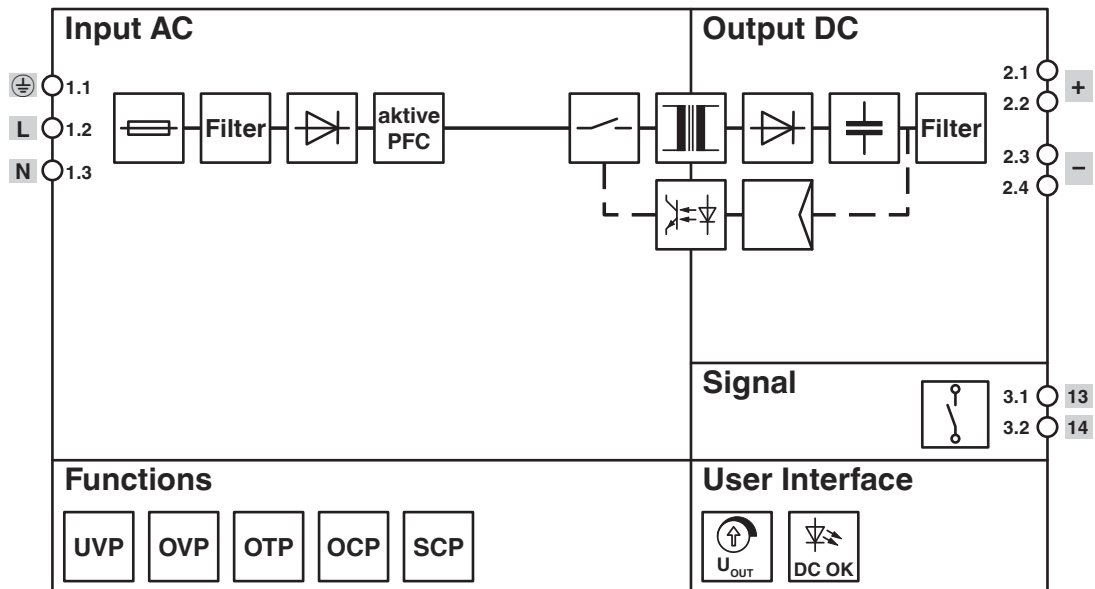 Input AC
Output DC
1.1
L 1.2
N 1.3
Filter
aktive
PFC
Filter
2.1
2.2
+
2.3
2.4
−
Signal
3.1 13
3.2 14
Functions
UVP OVP OTP OCP SCP
User Interface
UOUT
DC OK